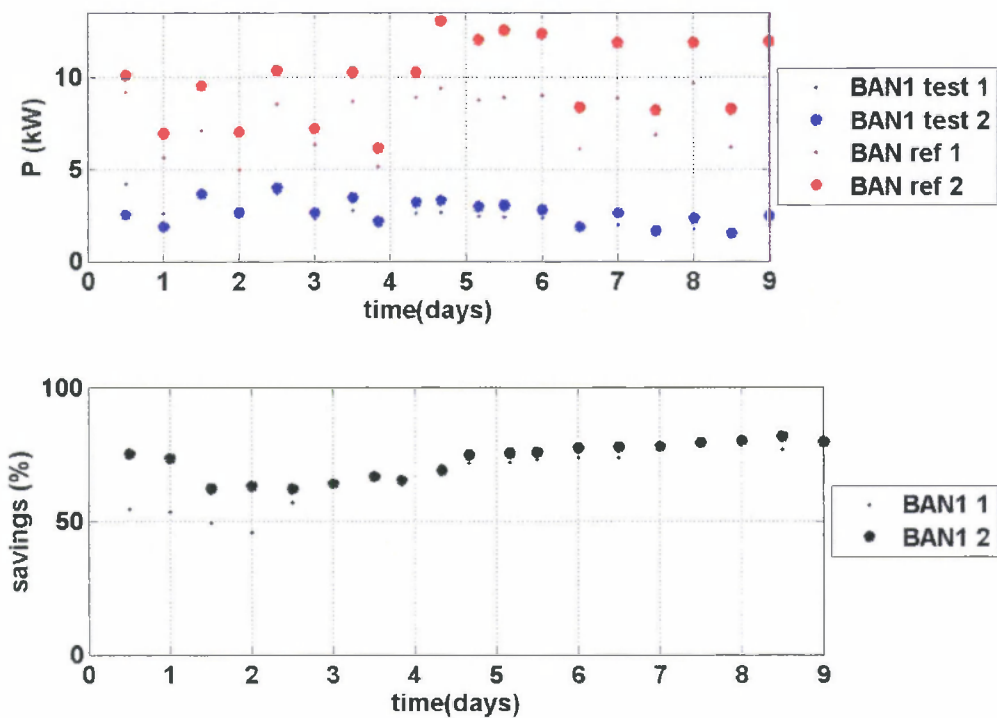 10
5
0
P (kW)
0 1 2 3 4 5 6 7 8 9
time(days)
BAN1 test 1
BAN1 test 2
BAN ref 1
BAN ref 2
100
50
0
savings (%)
0 1 2 3 4 5 6 7 8 9
time(days)
BAN1 1
BAN1 2